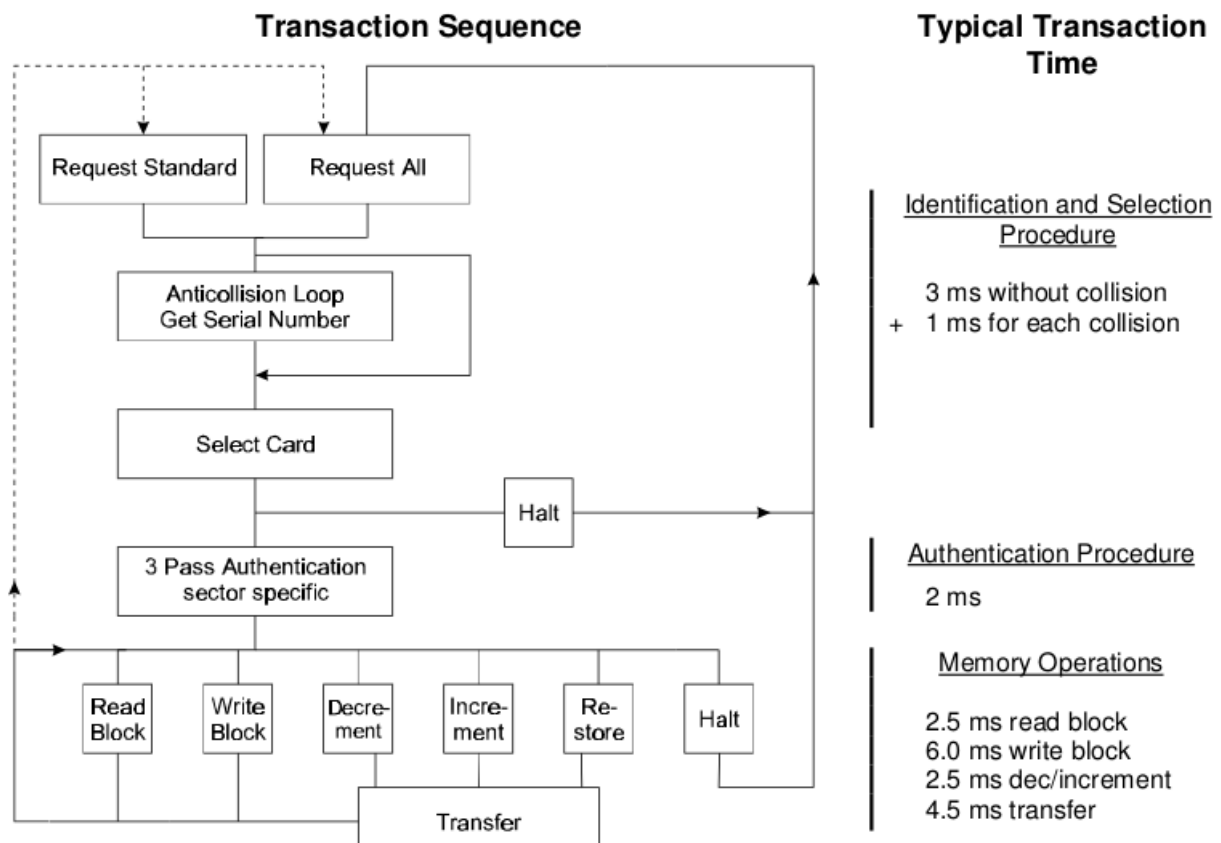 Transaction Sequence
Typical Transaction
Time
Request Standard
Request All
Identification and Selection
Procedure
3 ms without collision
+ 1 ms for each collision
Anticollision Loop
Get Serial Number
Select Card
Halt
Authentication Procedure
2 ms
3 Pass Authentication
sector specific
Memory Operations
2.5 ms read block
6.0 ms write block
2.5 ms dec/increment
4.5 ms transfer
Read
Block
Write
Block
Decre-
ment
Incre-
ment
Re-
store
Halt
Transfer